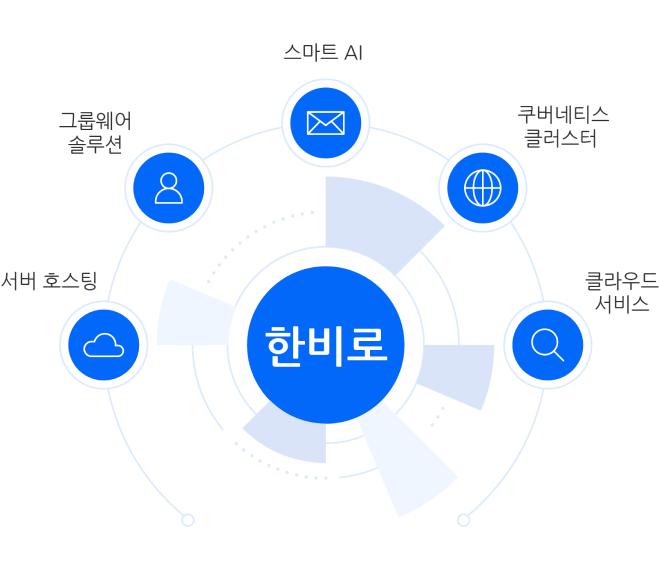 스마트 AI
그룹웨어
솔루션
쿠버네티스
클러스터
서버 호스팅
클라우드
서비스
한비로